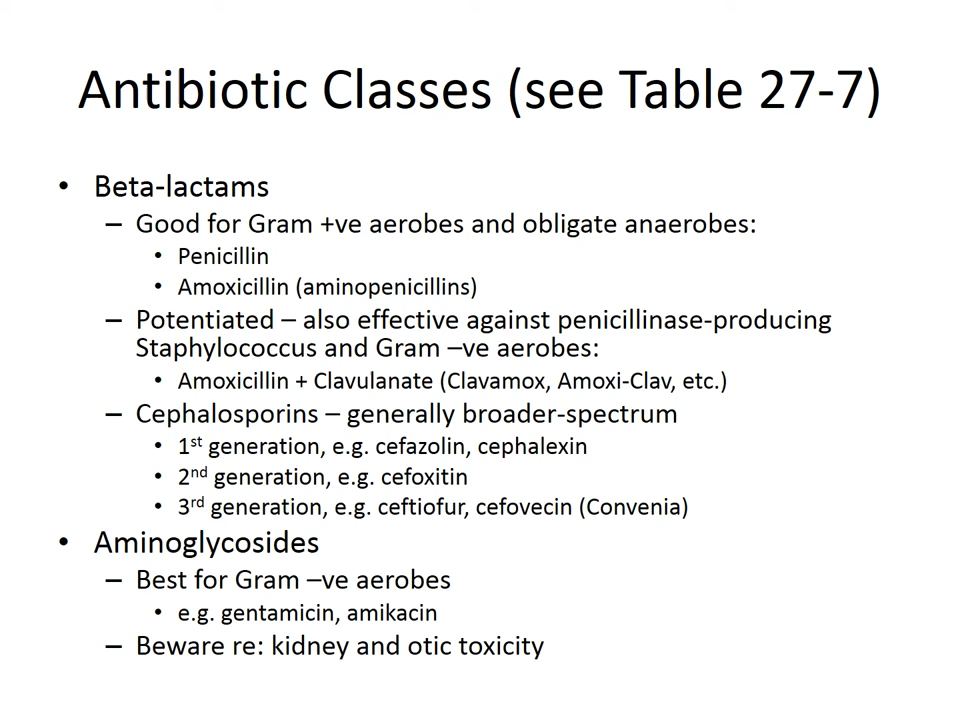 Antibiotic Classes (see Table 27-7)
• Beta-lactams
– Good for Gram +ve aerobes and obligate anaerobes:
• Penicillin
• Amoxicillin (aminopenicillins)
– Potentiated – also effective against penicillinase-producing
Staphylococcus and Gram –ve aerobes:
• Amoxicillin + Clavulanate (Clavamox, Amoxi-Clav, etc.)
– Cephalosporins – generally broader-spectrum
• 1st generation, e.g. cefazolin, cephalexin
• 2nd generation, e.g. cefoxitin
• 3rd generation, e.g. ceftiofur, cefovecin (Convenia)
• Aminoglycosides
– Best for Gram –ve aerobes
• e.g. gentamicin, amikacin
– Beware re: kidney and otic toxicity